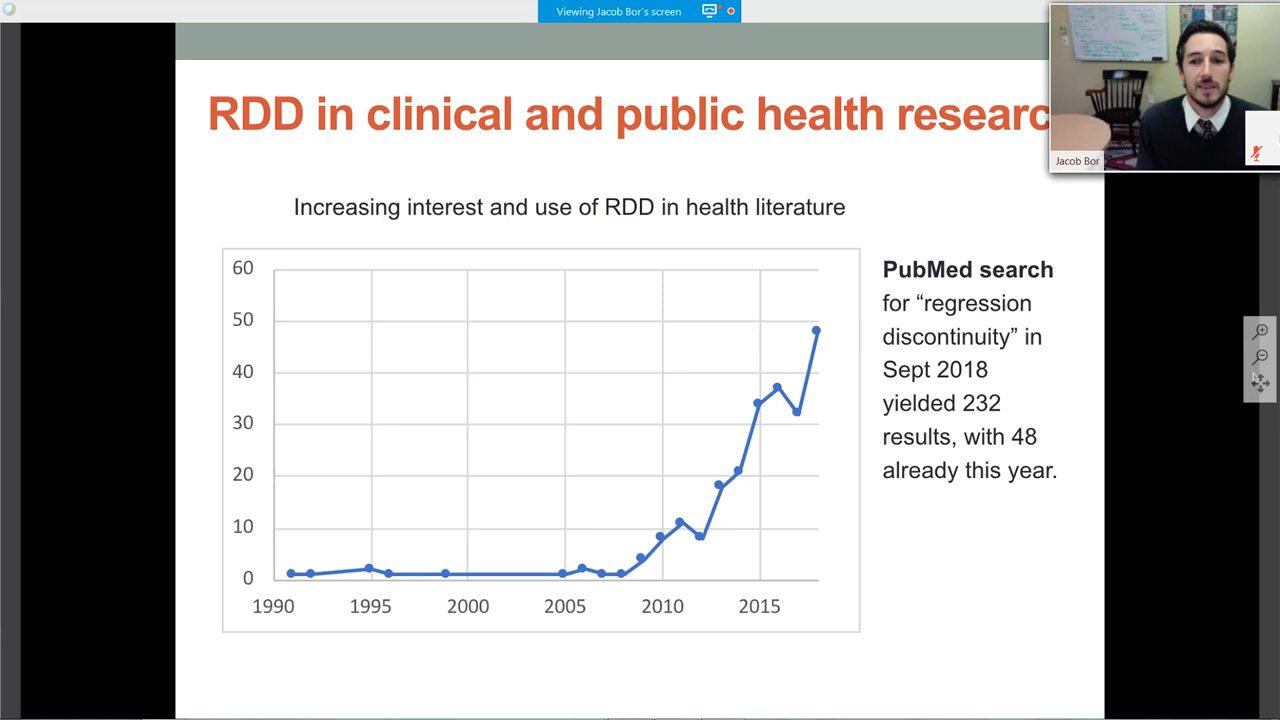 Viewing Jacob Bor's screen
RDD in clinical and public health researc
Jacob Bor
Increasing interest and use of RDD in health literature
60
50
40
30
20
10
0
1990 1995 2000 2005 2010 2015
PubMed search
for “regression
discontinuity” in
Sept 2018
yielded 232
results, with 48
already this year.